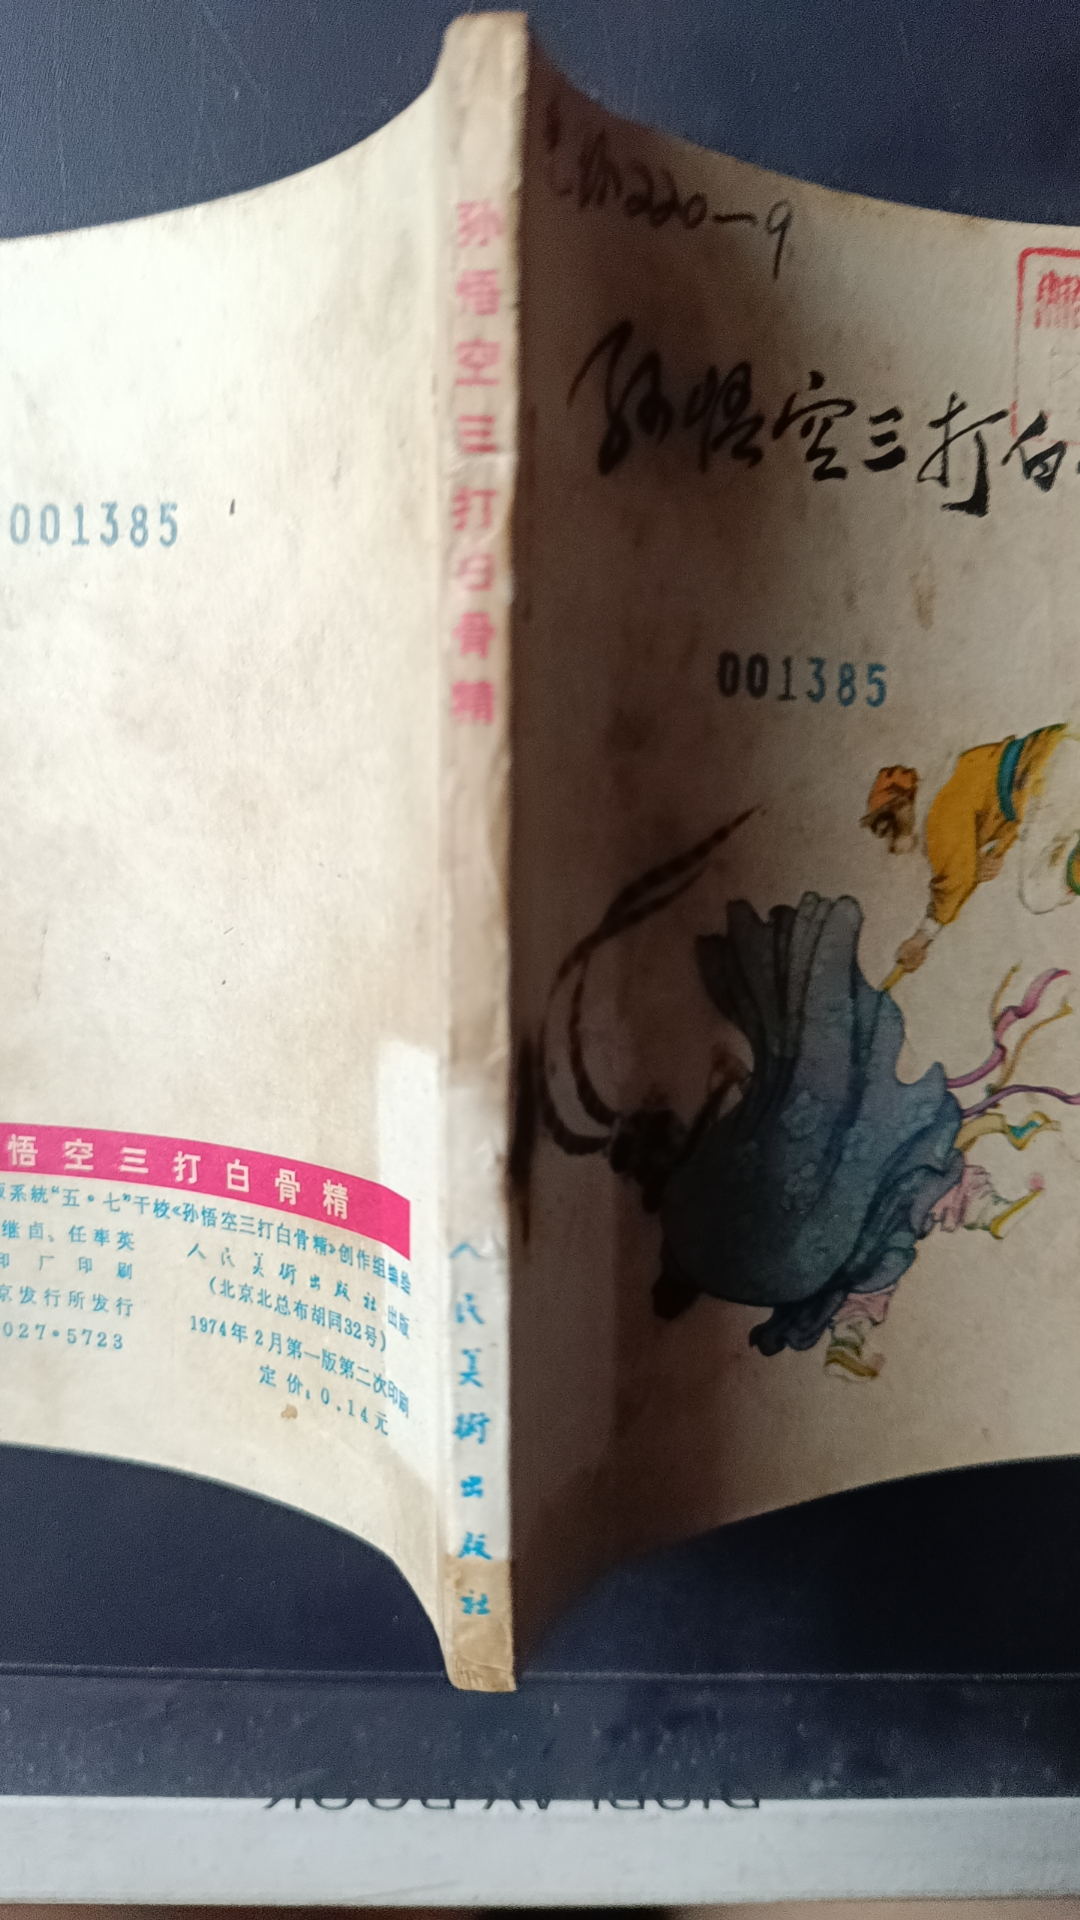 孙悟空三打白骨精
人民美術出版社
220-9
孙悟空三打白
001385
001385
悟空三打白骨精
版系統“五·七”干校《孙悟空三打白骨精》创作组編绘
继卣、任率英
人民美術出版社 出版
印厂印刷
(北京北总布胡同32号)
京发行所发行
1974年2月第一版第二次印刷
027·5723
定价:0.14元